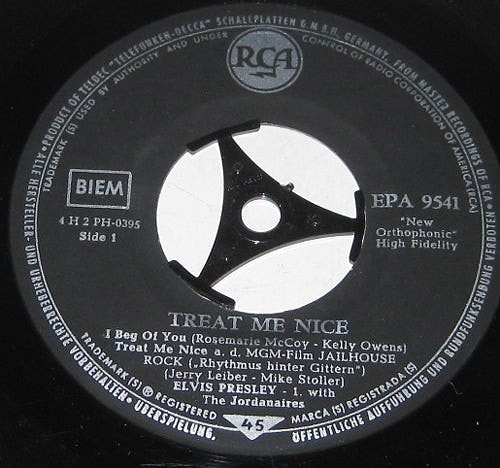 PRODUCT OF TELDEC "TELEFUNKEN-DECCA" SCHALLPLATTEN G.M.B.H. GERMANY, FROM MASTER RECORDINGS OF RCA
TRADEMARK (S) USED BY AUTHORITY AND UNDER CONTROL OF RADIO CORPORATION OF AMERICA (RCA)
RCA
BIEM
4 H 2 PH-0395
Side 1
EPA 9541
"New
Orthophonic"
High Fidelity
TREAT ME NICE
I Beg Of You (Rosemarie McCoy - Kelly Owens)
Treat Me Nice a. d. MGM-Film JAILHOUSE
ROCK („Rhythmus hinter Gittern")
(Jerry Leiber - Mike Stoller)
ELVIS PRESLEY - 1. with
The Jordanaires
TRADEMARK (S) ® REGISTERED
45
MARCA (S) REGISTRADA (S)
ALLE HERSTELLER- UND URHEBERRECHTE VORBEHALTEN · ÜBERSPIELUNG, ÖFFENTLICHE AUFFÜHRUNG UND RUNDFUNKSENDUNG VERBOTEN